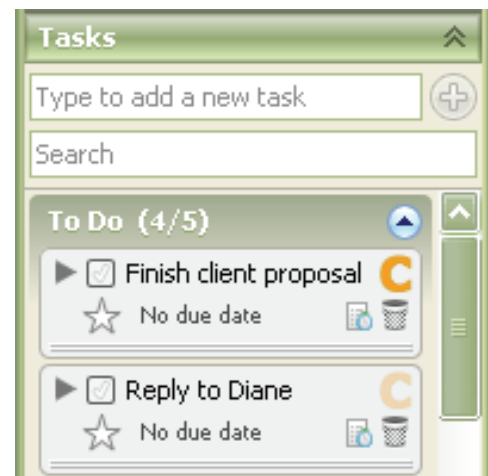 Tasks
Type to add a new task
Search
To Do (4/5)
Finish client proposal C
No due date
Reply to Diane C
No due date